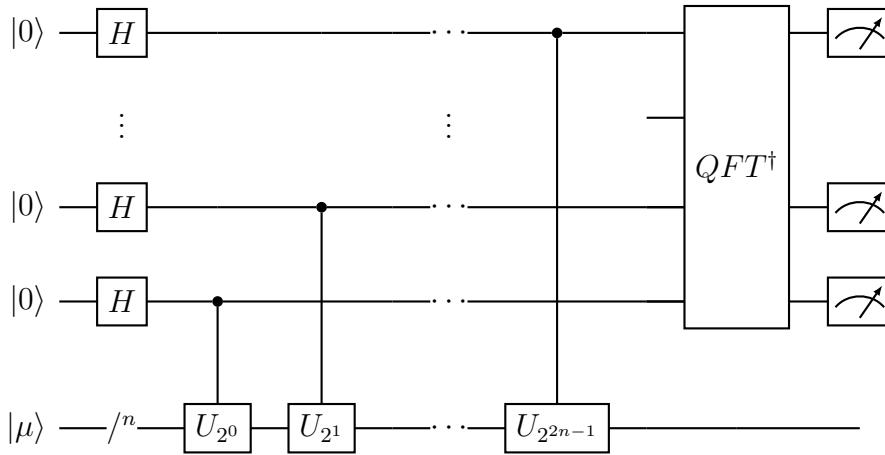 |0⟩ H ···
⋮ ⋮
QFT†
|0⟩ H ···
|0⟩ H ···
|μ⟩ /ⁿ U_{2^0} U_{2^1} ··· U_{2^{2n−1}}